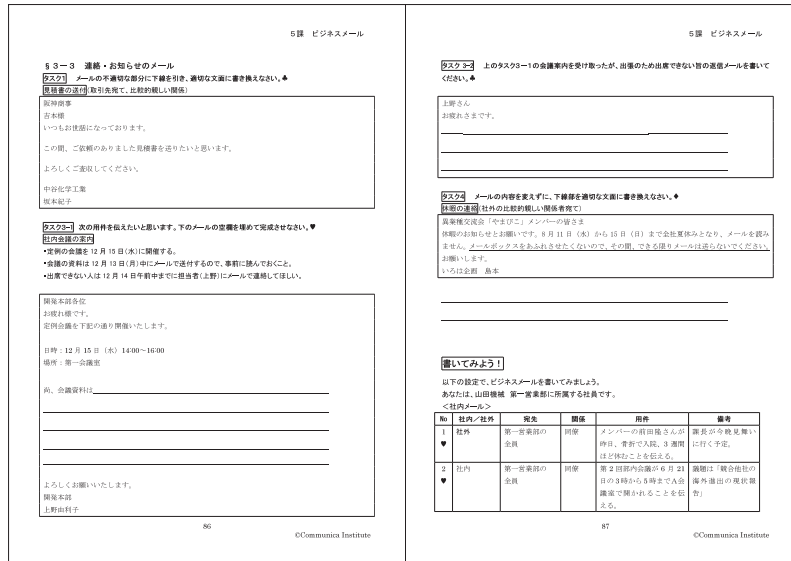 5課 ビジネスメール
§3-3 連絡・お知らせのメール
タスク1 メールの不適切な部分に下線を引き、適切な文面に書き換えなさい。♣
見積書の送付(取引先宛て、比較的親しい関係)
阪神商事
吉本様
いつもお世話になっております。
この間、ご依頼のありました見積書を送りたいと思います。
よろしくご査収してください。
中谷化学工業
坂本紀子
タスク3-1 次の用件を伝えたいと思います。下のメールの空欄を埋めて完成させなさい。♥
社内会議の案内
•定例の会議を12月15日(水)に開催する。
•会議の資料は12月13日(月)中にメールで送付するので、事前に読んでおくこと。
•出席できない人は12月14日午前中までに担当者(上野)にメールで連絡してほしい。
開発本部各位
お疲れ様です。
定例会議を下記の通り開催いたします。
日時:12月15日(水)14:00~16:00
場所:第一会議室
尚、会議資料は
よろしくお願いいたします。
開発本部
上野由利子
86
©Communica Institute
5課 ビジネスメール
タスク3-2 上のタスク3-1の会議案内を受け取ったが、出張のため出席できない旨の返信メールを書いて
ください。♣
上野さん
お疲れさまです。
タスク4 メールの内容を変えずに、下線部を適切な文面に書き換えなさい。♦
休暇の連絡(社外の比較的親しい関係者宛て)
異業種交流会「やまびこ」メンバーの皆さま
休暇のお知らせとお願いです。8月11日(水)から15日(日)まで会社夏休みとなり、メールを読み
ません。メールボックスをあふれさせたくないので、その間、できる限りメールは送らないでください。
お願いします。
いろは企画 島本
書いてみよう!
以下の設定で、ビジネスメールを書いてみましょう。
あなたは、山田機械 第一営業部に所属する社員です。
<社内メール>
No 社内/社外 宛先 関係 用件 備考
1 社外 第一営業部の 同僚 メンバーの前田隆さんが 課長が今晩見舞い
♥ 全員 昨日、骨折で入院、3週間 に行く予定。
ほど休むことを伝える。
2 社内 第一営業部の 同僚 第2回部内会議が6月21 議題は「競合他社の
♥ 全員 日の3時から5時までA会 海外進出の現状報
議室で開かれることを伝 告」
える。
87
©Communica Institute